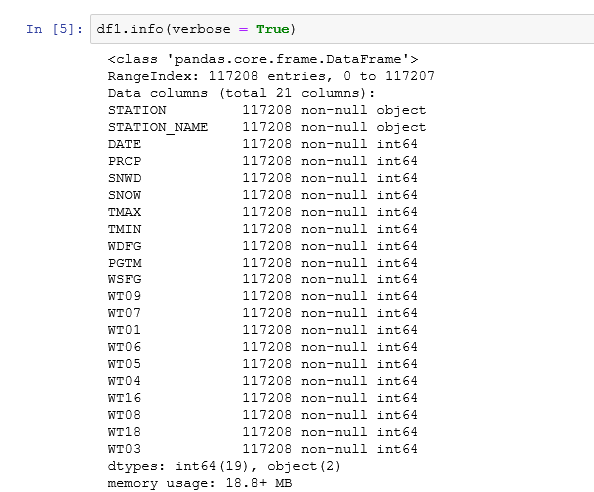 In [5]: df1.info(verbose = True)
<class 'pandas.core.frame.DataFrame'>
RangeIndex: 117208 entries, 0 to 117207
Data columns (total 21 columns):
STATION 117208 non-null object
STATION_NAME 117208 non-null object
DATE 117208 non-null int64
PRCP 117208 non-null int64
SNWD 117208 non-null int64
SNOW 117208 non-null int64
TMAX 117208 non-null int64
TMIN 117208 non-null int64
WDFG 117208 non-null int64
PGTM 117208 non-null int64
WSFG 117208 non-null int64
WT09 117208 non-null int64
WT07 117208 non-null int64
WT01 117208 non-null int64
WT06 117208 non-null int64
WT05 117208 non-null int64
WT04 117208 non-null int64
WT16 117208 non-null int64
WT08 117208 non-null int64
WT18 117208 non-null int64
WT03 117208 non-null int64
dtypes: int64(19), object(2)
memory usage: 18.8+ MB